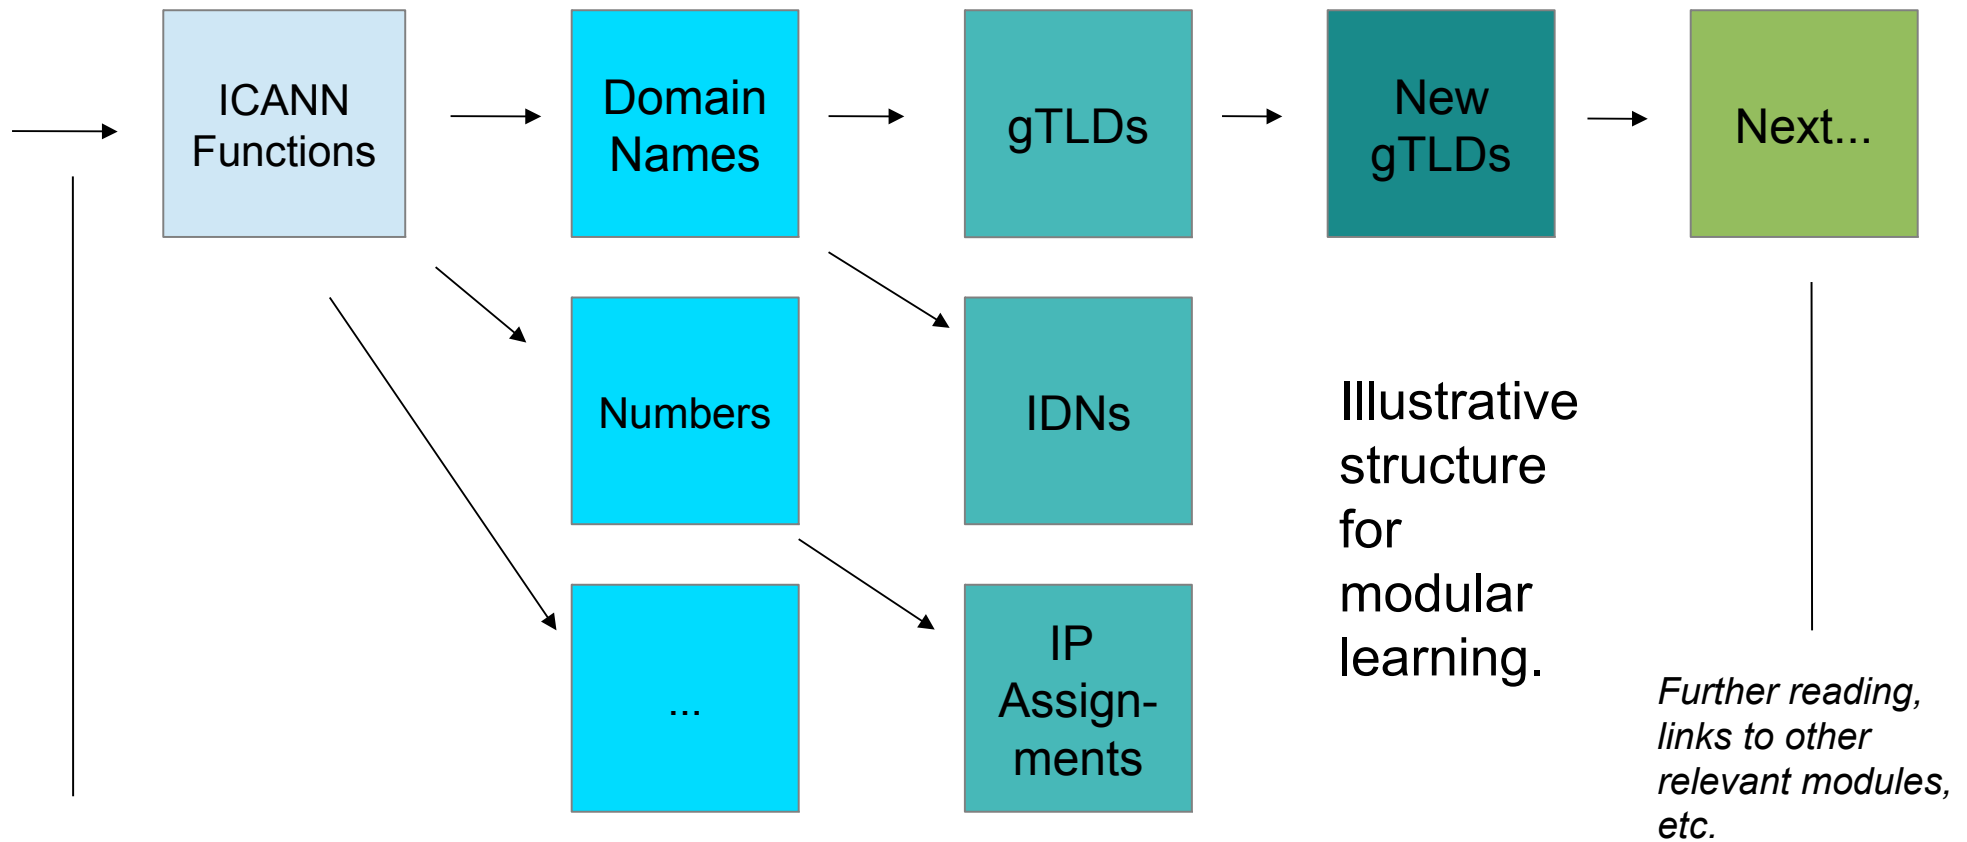 ICANN
Functions
Domain
Names
gTLDs
New
gTLDs
Next...
Numbers
IDNs
...
IP
Assign-
ments
Illustrative
structure
for
modular
learning.
Further reading,
links to other
relevant modules,
etc.